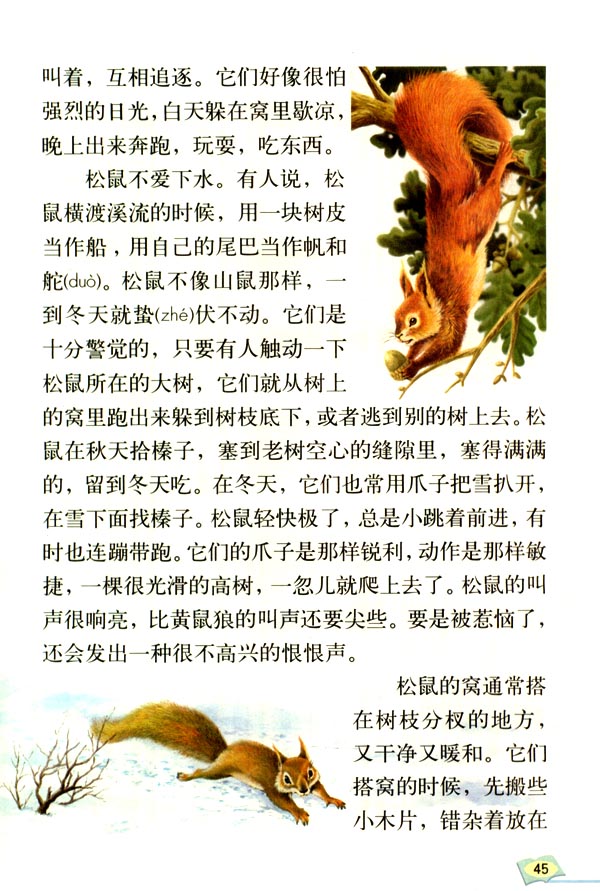 叫着，互相追逐。它们好像很怕
强烈的日光，白天躲在窝里歇凉，
晚上出来奔跑，玩耍，吃东西。
松鼠不爱下水。有人说，松
鼠横渡溪流的时候，用一块树皮
当作船，用自己的尾巴当作帆和
舵(duò)。松鼠不像山鼠那样，一
到冬天就蛰(zhé)伏不动。它们是
十分警觉的，只要有人触动一下
松鼠所在的大树，它们就从树上
的窝里跑出来躲到树枝底下，或者逃到别的树上去。松
鼠在秋天拾榛子，塞到老树空心的缝隙里，塞得满满
的，留到冬天吃。在冬天，它们也常用爪子把雪扒开，
在雪下面找榛子。松鼠轻快极了，总是小跳着前进，有
时也连蹦带跑。它们的爪子是那样锐利，动作是那样敏
捷，一棵很光滑的高树，一忽儿就爬上去了。松鼠的叫
声很响亮，比黄鼠狼的叫声还要尖些。要是被惹恼了，
还会发出一种很不高兴的恨恨声。
松鼠的窝通常搭
在树枝分杈的地方，
又干净又暖和。它们
搭窝的时候，先搬些
小木片，错杂着放在
45